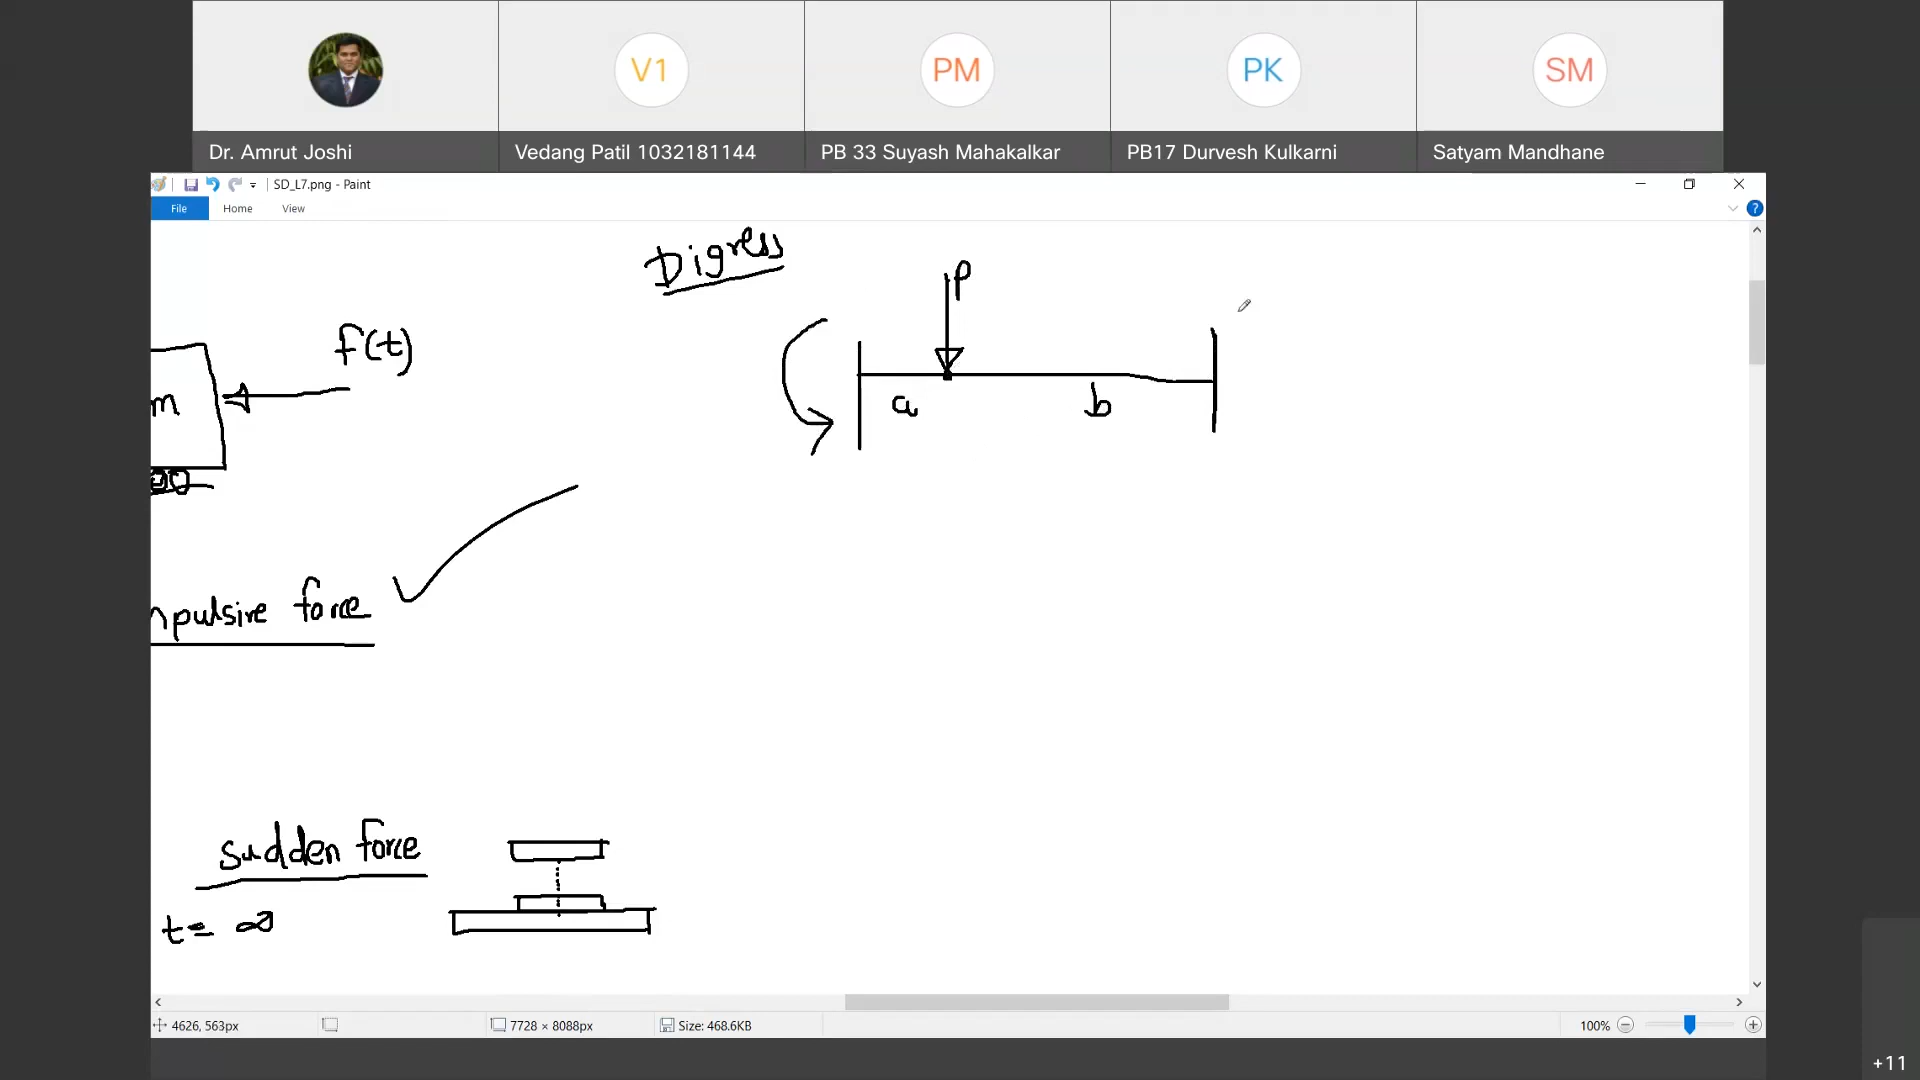 V1
PM
PK
SM
Dr. Amrut Joshi
Vedang Patil 1032181144
PB 33 Suyash Mahakalkar
PB17 Durvesh Kulkarni
Satyam Mandhane
SD_L7.png - Paint
File
Home
View
?
Digress
P
f(t)
m
a
b
mpulsive force
sudden force
t = ∞
4626, 563px
7728 × 8088px
Size: 468.6KB
100%
+11